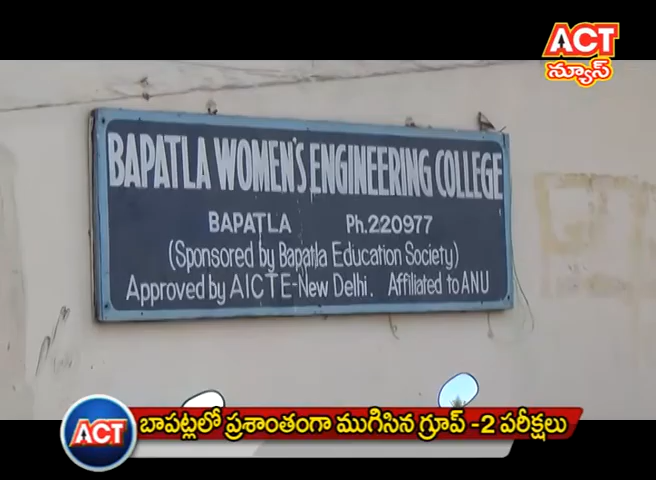 ACT
న్యూస్
BAPATLA WOMEN'S ENGINEERING COLLEGE
BAPATLA Ph.220977
(Sponsored by Bapatla Education Society)
Approved by AICTE-New Delhi. Affiliated to ANU
ACT బాపట్లలో ప్రశాంతంగా ముగిసిన గ్రూప్ -2 పరీక్షలు